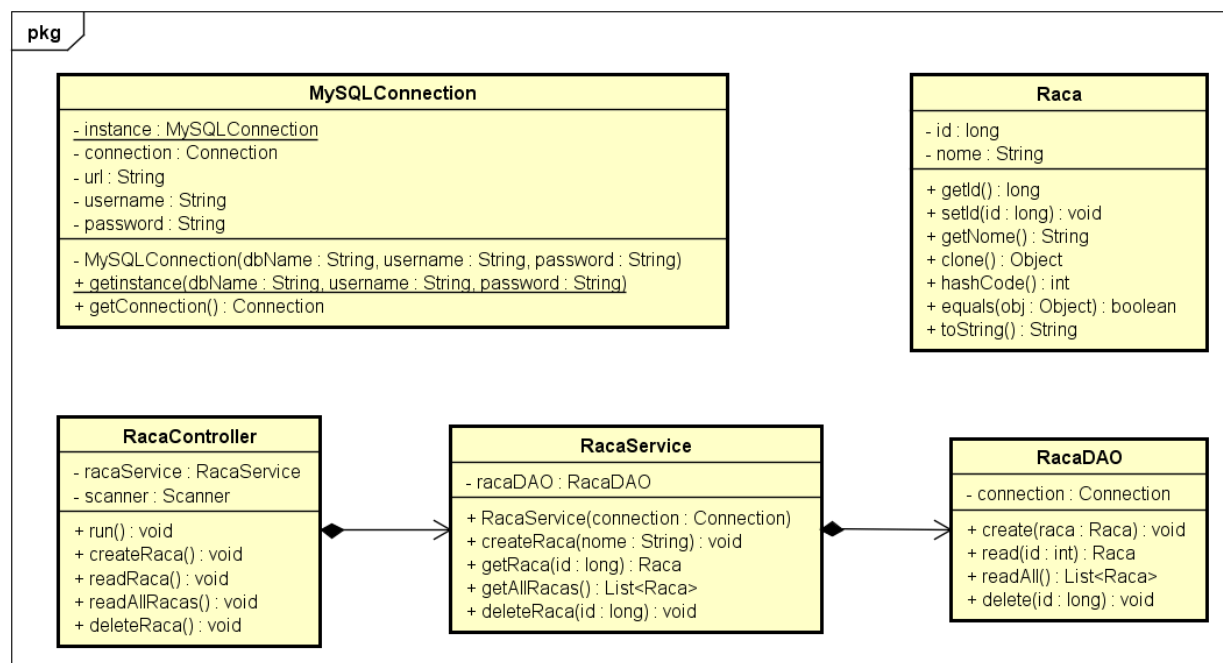 pkg
MySQLConnection
- instance : MySQLConnection
- connection : Connection
- url : String
- username : String
- password : String
- MySQLConnection(dbName : String, username : String, password : String)
+ getinstance(dbName : String, username : String, password : String)
+ getConnection() : Connection
Raca
- id : long
- nome : String
+ getId() : long
+ setId(id : long) : void
+ getNome() : String
+ clone() : Object
+ hashCode() : int
+ equals(obj : Object) : boolean
+ toString() : String
RacaController
- racaService : RacaService
- scanner : Scanner
+ run() : void
+ createRaca() : void
+ readRaca() : void
+ readAllRacas() : void
+ deleteRaca() : void
RacaService
- racaDAO : RacaDAO
+ RacaService(connection : Connection)
+ createRaca(nome : String) : void
+ getRaca(id : long) : Raca
+ getAllRacas() : List<Raca>
+ deleteRaca(id : long) : void
RacaDAO
- connection : Connection
+ create(raca : Raca) : void
+ read(id : int) : Raca
+ readAll() : List<Raca>
+ delete(id : long) : void